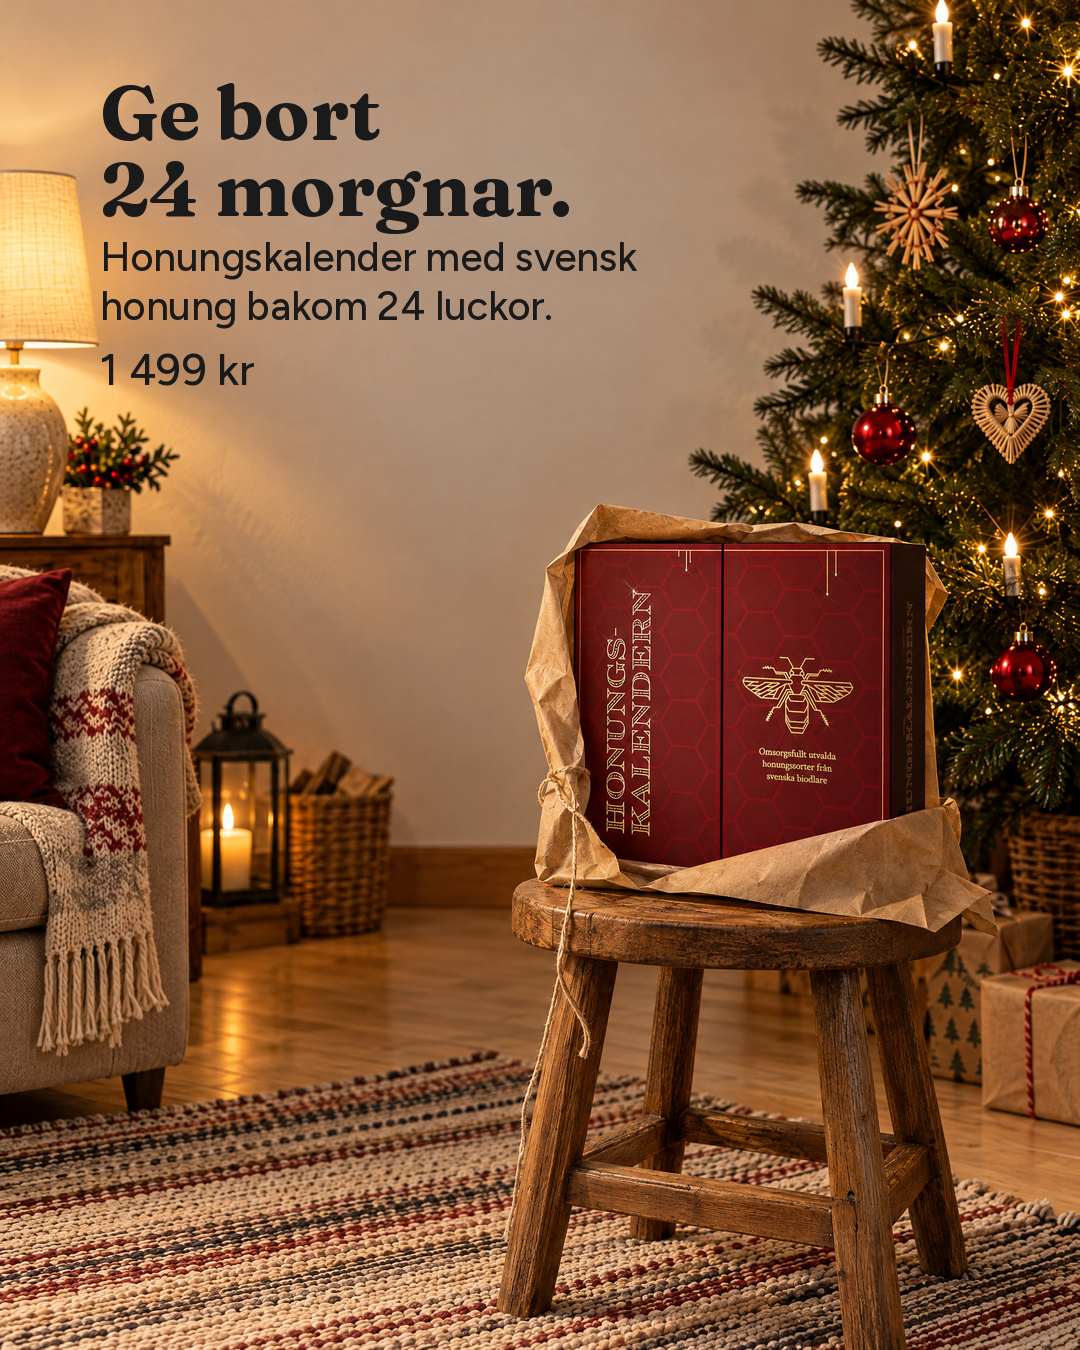 Ge bort
24 morgnar.
Honungskalender med svensk
honung bakom 24 luckor.
1 499 kr
HONUNGS-
KALENDERN
Omsorgsfullt utvalda
honungssorter från
svenska biodlare
HONUNGSKALENDERN